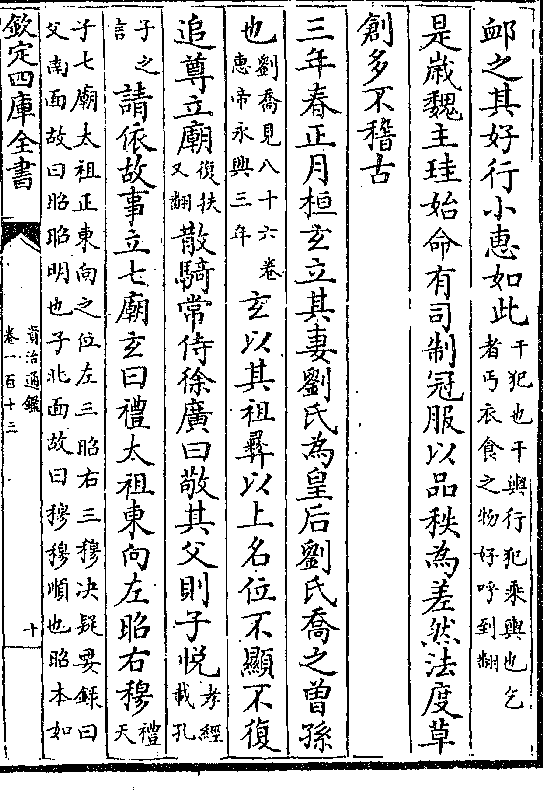 衈之其好行小惠如此干犯也干輿行犯乘輿也乞
者丐衣食之物好呼到翻
是歲魏主珪始命有司制冠服以品秩為差然法度草
創多不稽古
三年春正月桓玄立其妻劉氏為皇后劉氏喬之曾孫
也劉喬見八十六卷
惠帝永興三年
玄以其祖彛以上名位不顯不復
追尊立廟復扶
又翻
散騎常侍徐廣曰敬其父則子悦孝經
載孔
子之
言
請依故事立七廟玄曰禮太祖東向左昭右穆禮
天
子七廟太祖正東向之位左三昭右三穆決疑要録曰
父南面故曰昭昭明也子北面故曰穆穆順也昭本如
欽定四庫全書
資治通鑑
卷一百十三
十